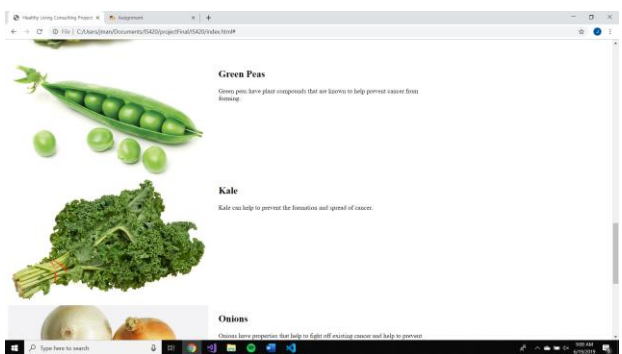 Healthy Living Consulting Project
Assignment
File | C:/Users/jman/Documents/IS420/projectFinal/IS420/index.html#
Green Peas
Green peas have plant compounds that are known to help prevent cancer from
forming.
Kale
Kale can help to prevent the formation and spread of cancer.
Onions
Onions have properties that help to fight off existing cancer and help to prevent
Type here to search
9:00 AM
6/19/2019